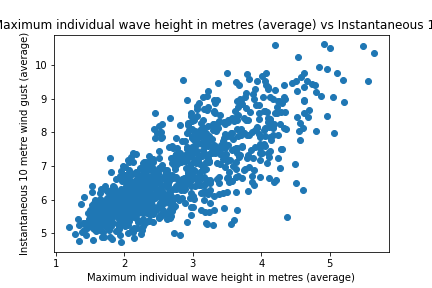 Maximum individual wave height in metres (average) vs Instantaneous 1
Instantaneous 10 metre wind gust (average)
10
9
8
7
6
5
1 2 3 4 5
Maximum individual wave height in metres (average)